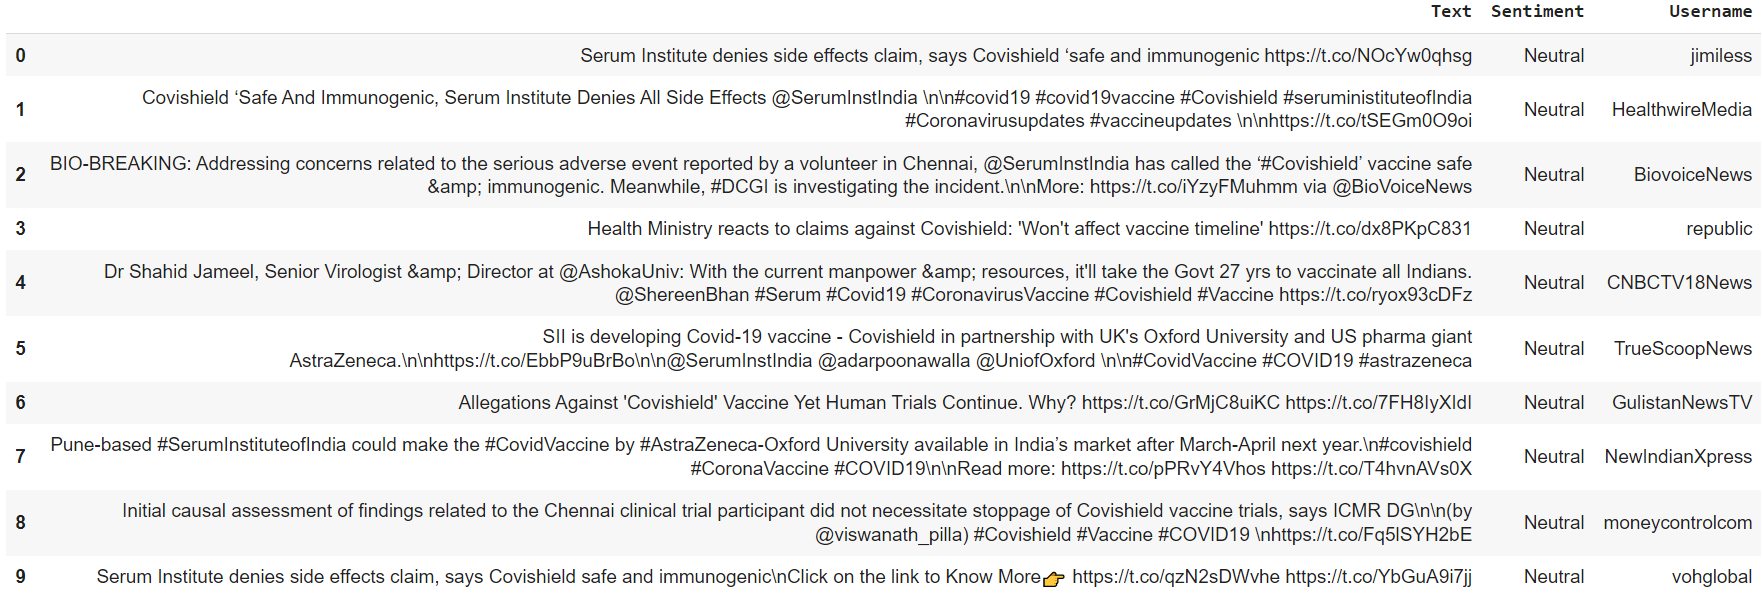 Text Sentiment Username
0 Serum Institute denies side effects claim, says Covishield ‘safe and immunogenic https://t.co/NOcYw0qhsg Neutral jimiless
Covishield ‘Safe And Immunogenic, Serum Institute Denies All Side Effects @SerumInstIndia \n\n#covid19 #covid19vaccine #Covishield #seruministituteofIndia
1 #Coronavirusupdates #vaccineupdates \n\nhttps://t.co/tSEGm0O9oi Neutral HealthwireMedia
BIO-BREAKING: Addressing concerns related to the serious adverse event reported by a volunteer in Chennai, @SerumInstIndia has called the ‘#Covishield’ vaccine safe
2 &amp; immunogenic. Meanwhile, #DCGI is investigating the incident.\n\nMore: https://t.co/iYzyFMuhmm via @BioVoiceNews Neutral BiovoiceNews
3 Health Ministry reacts to claims against Covishield: 'Won't affect vaccine timeline' https://t.co/dx8PKpC831 Neutral republic
Dr Shahid Jameel, Senior Virologist &amp; Director at @AshokaUniv: With the current manpower &amp; resources, it'll take the Govt 27 yrs to vaccinate all Indians.
4 @ShereenBhan #Serum #Covid19 #CoronavirusVaccine #Covishield #Vaccine https://t.co/ryox93cDFz Neutral CNBCTV18News
SII is developing Covid-19 vaccine - Covishield in partnership with UK's Oxford University and US pharma giant
5 AstraZeneca.\n\nhttps://t.co/EbbP9uBrBo\n\n@SerumInstIndia @adarpoonawalla @UniofOxford \n\n#CovidVaccine #COVID19 #astrazeneca Neutral TrueScoopNews
6 Allegations Against 'Covishield' Vaccine Yet Human Trials Continue. Why? https://t.co/GrMjC8uiKC https://t.co/7FH8IyXIdI Neutral GulistanNewsTV
Pune-based #SerumInstituteofIndia could make the #CovidVaccine by #AstraZeneca-Oxford University available in India’s market after March-April next year.\n#covishield
7 #CoronaVaccine #COVID19\n\nRead more: https://t.co/pPRvY4Vhos https://t.co/T4hvnAVs0X Neutral NewIndianXpress
Initial causal assessment of findings related to the Chennai clinical trial participant did not necessitate stoppage of Covishield vaccine trials, says ICMR DG\n\n(by
8 @viswanath_pilla) #Covishield #Vaccine #COVID19 \nhttps://t.co/Fq5lSYH2bE Neutral moneycontrolcom
9 Serum Institute denies side effects claim, says Covishield safe and immunogenic\nClick on the link to Know More👉 https://t.co/qzN2sDWvhe https://t.co/YbGuA9i7jj Neutral vohglobal